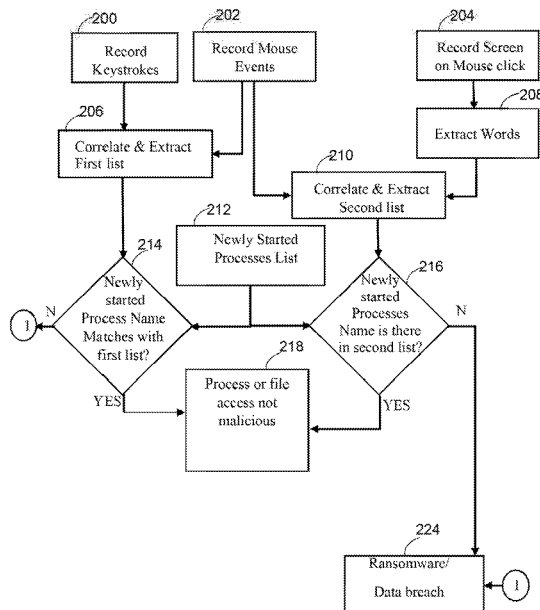 200
202
204
Record
Keystrokes
Record Mouse
Events
Record Screen
on Mouse click
206
208
Correlate & Extract
First list
Extract Words
210
Correlate & Extract
Second list
212
Newly Started
Processes List
214
Newly
started
Process Name
Matches with
first list?
216
Newly
started
Processes
Name is there
in second list?
N
1
N
YES
218
Process or file
access not
malicious
YES
224
Ransomware/
Data breach
1